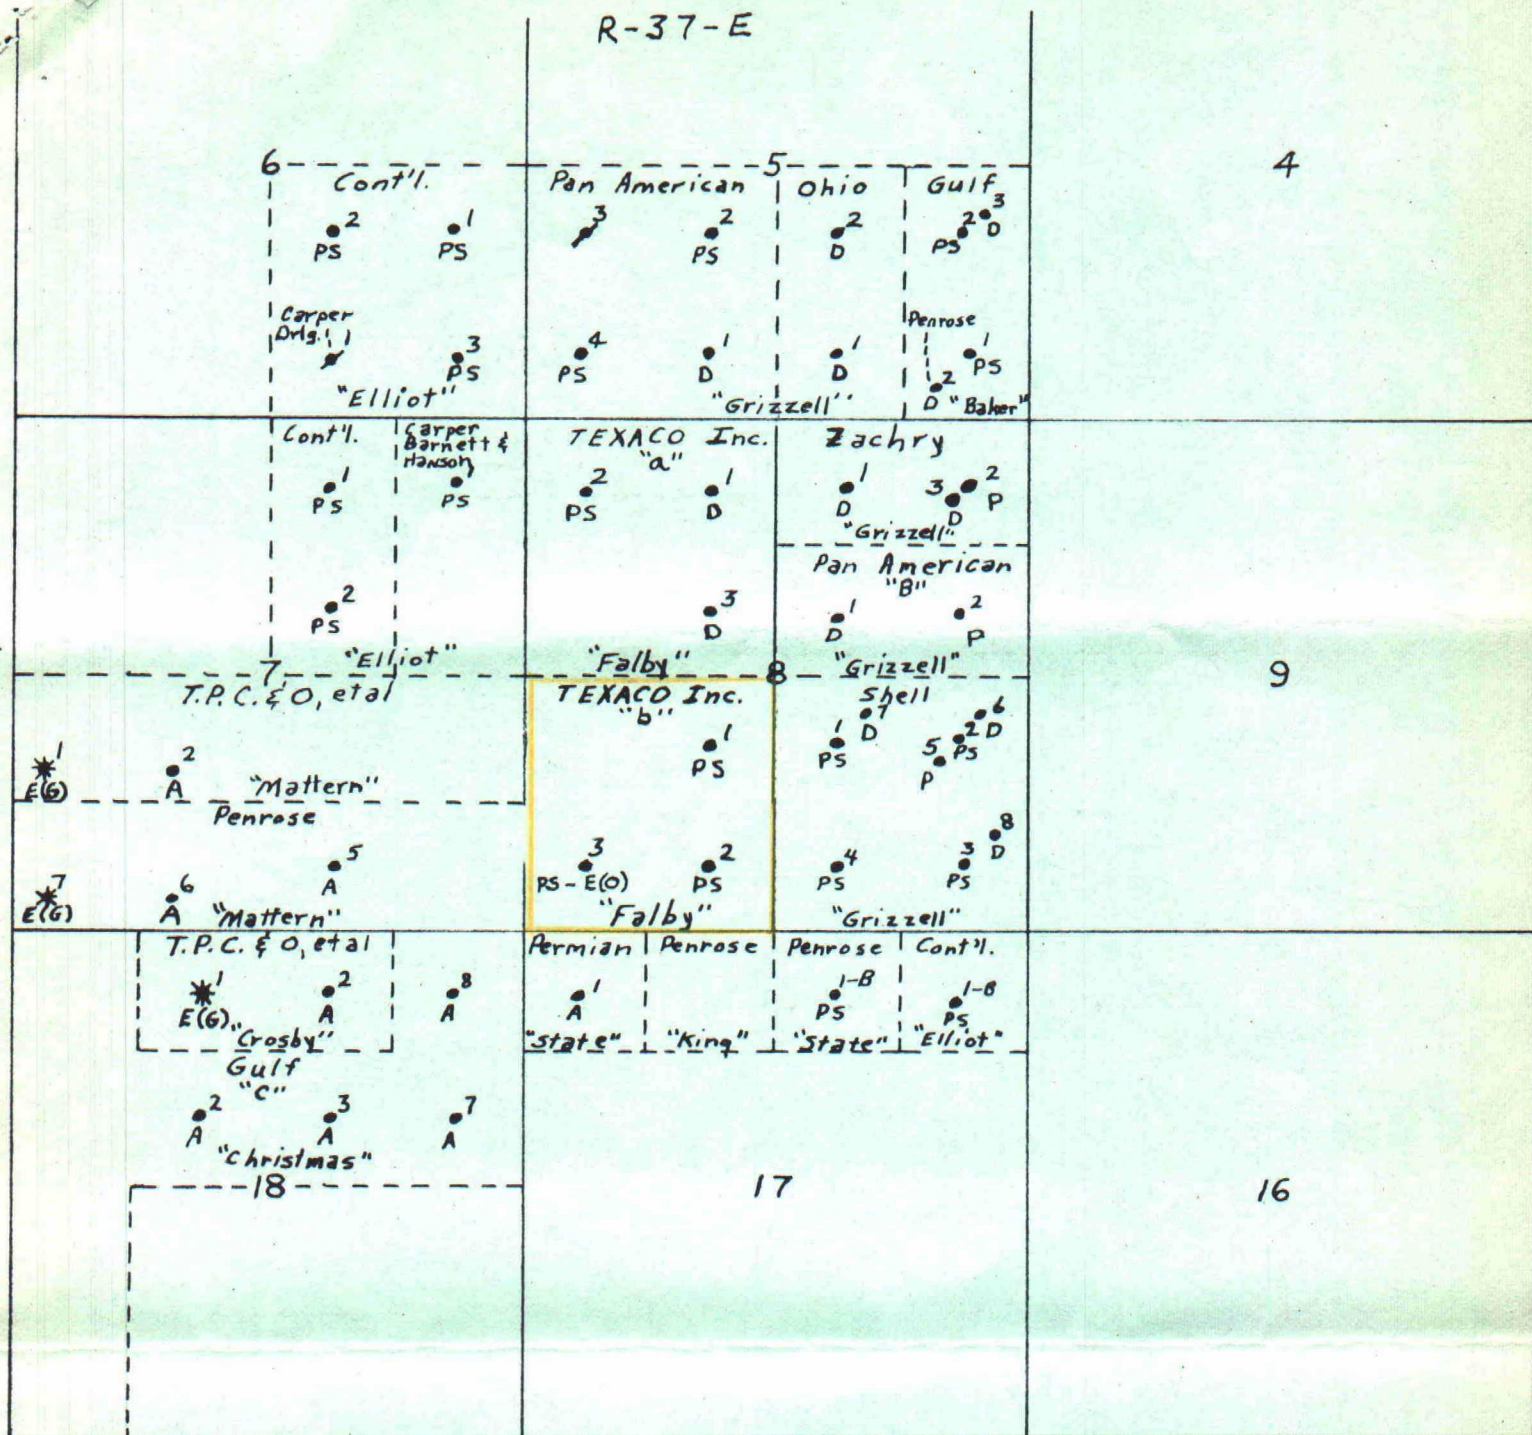 R-37-E
6 5 4
Cont'l. Pan American Ohio Gulf
2 1 3 2 2 2 3
PS PS PS D PS D
Carper
Drlg. 1 3 4 1 1 Penrose 1
PS PS D D PS
2
D
"Elliot" "Grizzell" "Baker"
Cont'l. Carper
Barnett &
Hanson TEXACO Inc. Zachry
"a"
1 1 2 1 1 3 2
PS PS PS D D D P
"Grizzell"
Pan American
"B"
2 3 1 2
PS D D P
"Elliot" "Falby" "Grizzell"
7 8 9
T.P.C. & O, et al TEXACO Inc. Shell
"b"
7 6
D D
1 2 1 1 5 2
E(G) A PS PS P PS
"Mattern"
Penrose
8
D
7 6 5 3 2 4 3
E(G) A A PS-E(O) PS PS PS
"Mattern" "Falby" "Grizzell"
T.P.C. & O, et al Permian Penrose Penrose Cont'l.
1 2 8 1 1-B 1-B
E(G) A A A PS PS
"Crosby" "State" "King" "State" "Elliot"
Gulf
"C"
2 3 7
A A A
"Christmas"
18 17 16